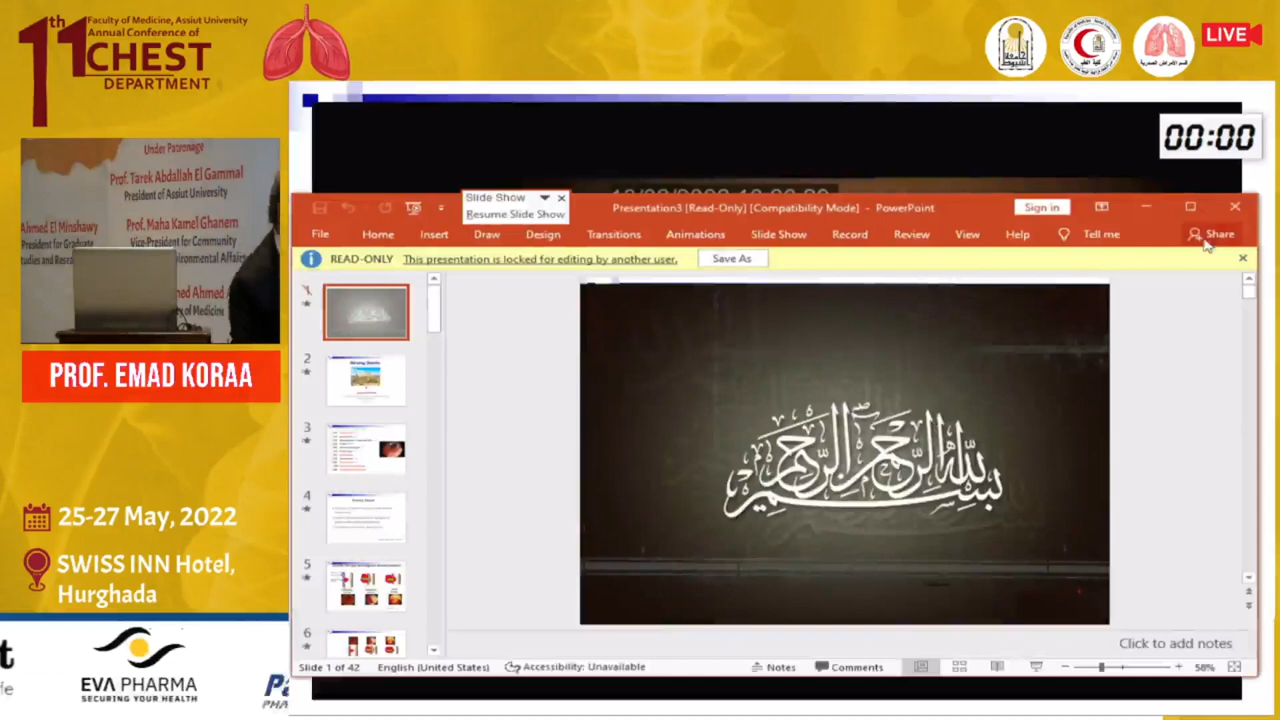 11th
Faculty of Medicine, Assiut University
Annual Conference of
CHEST
DEPARTMENT
LIVE
00:00
Under Patronage
Prof. Tarek Abdallah El Gammal
President of Assiut University
Ahmed El Minshawy
Prof. Maha Kamel Ghanem
President for Graduate
Vice-President for Community
PROF. EMAD KORAA
25-27 May, 2022
SWISS INN Hotel,
Hurghada
EVA PHARMA
SECURING YOUR HEALTH
Slide Show
Resume Slide Show
Presentation3 [Read-Only] [Compatibility Mode] - PowerPoint
Sign in
File Home Insert Draw Design Transitions Animations Slide Show Record Review View Help Tell me Share
READ-ONLY This presentation is locked for editing by another user. Save As
2
3
4
5
6
بسم الله الرحمن الرحيم
Click to add notes
Slide 1 of 42 English (United States) Accessibility: Unavailable Notes Comments 58%